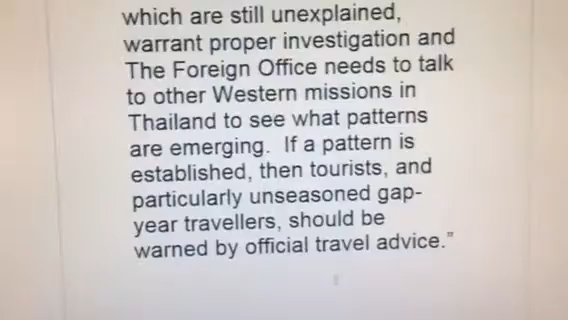 which are still unexplained,
warrant proper investigation and
The Foreign Office needs to talk
to other Western missions in
Thailand to see what patterns
are emerging.  If a pattern is
established, then tourists, and
particularly unseasoned gap-
year travellers, should be
warned by official travel advice.”